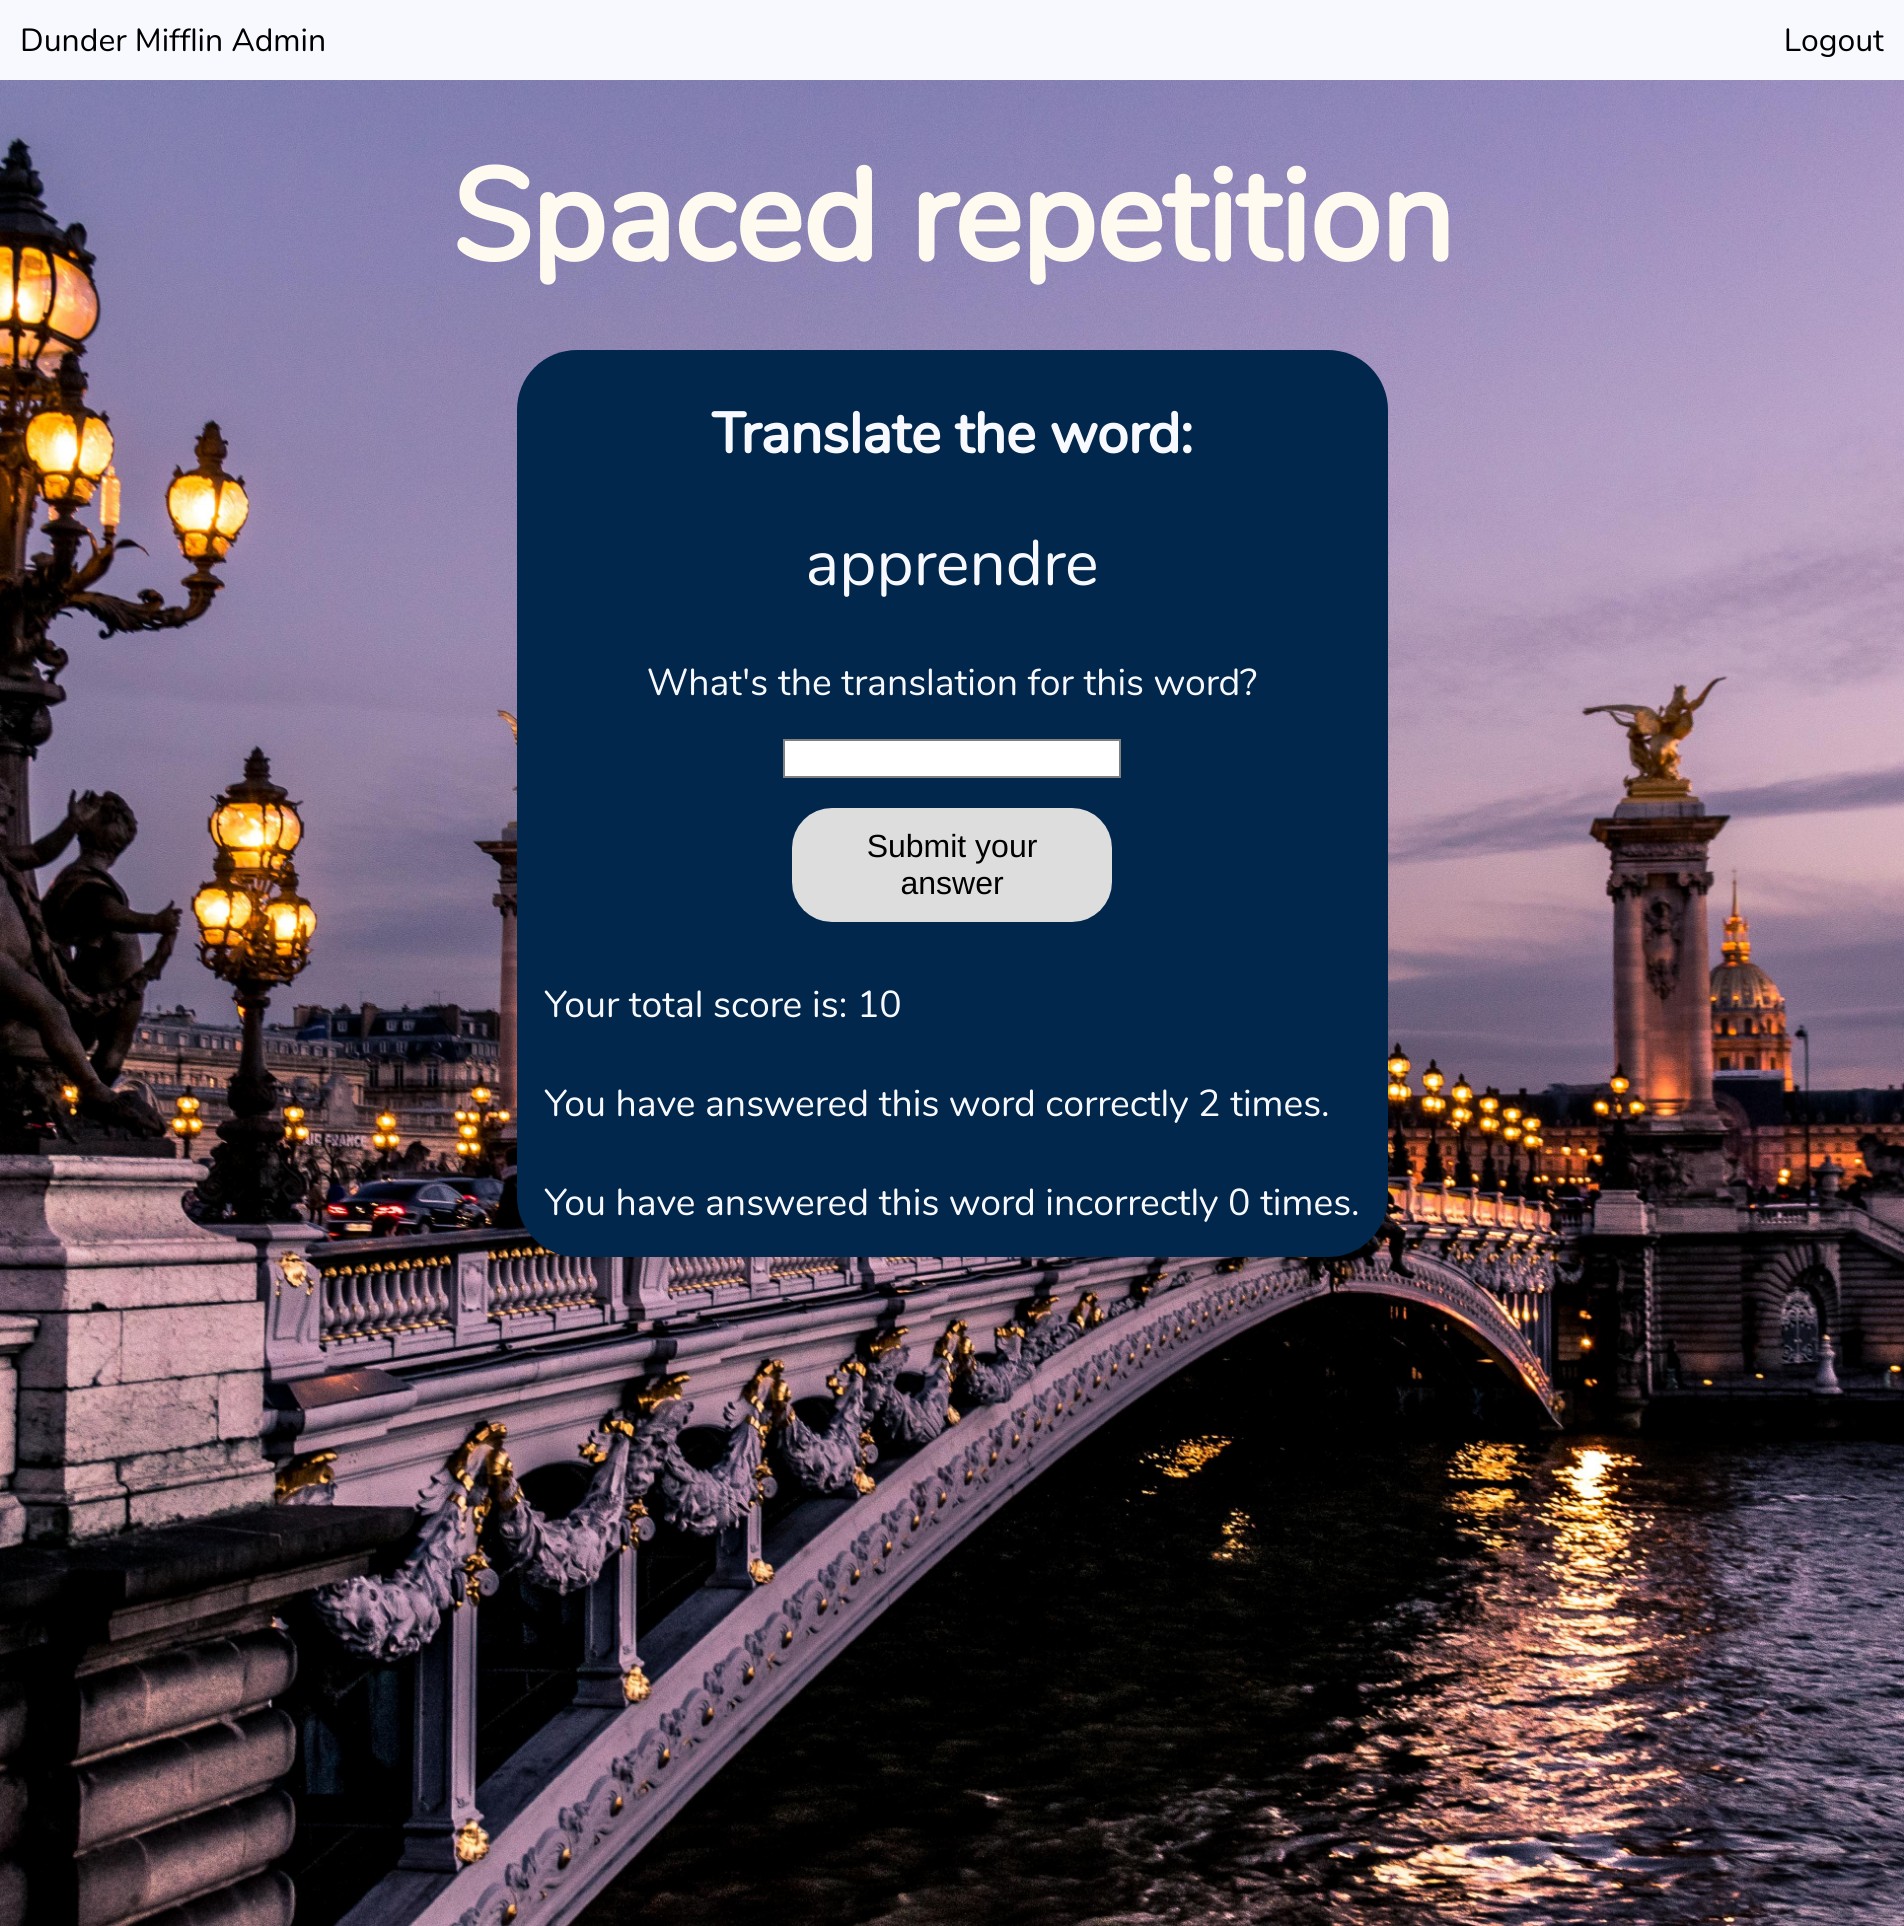 Dunder Mifflin Admin
Logout
Spaced repetition
Translate the word:
apprendre
What's the translation for this word?
Submit your
answer
Your total score is: 10
You have answered this word correctly 2 times.
You have answered this word incorrectly 0 times.
AIR FRANCE